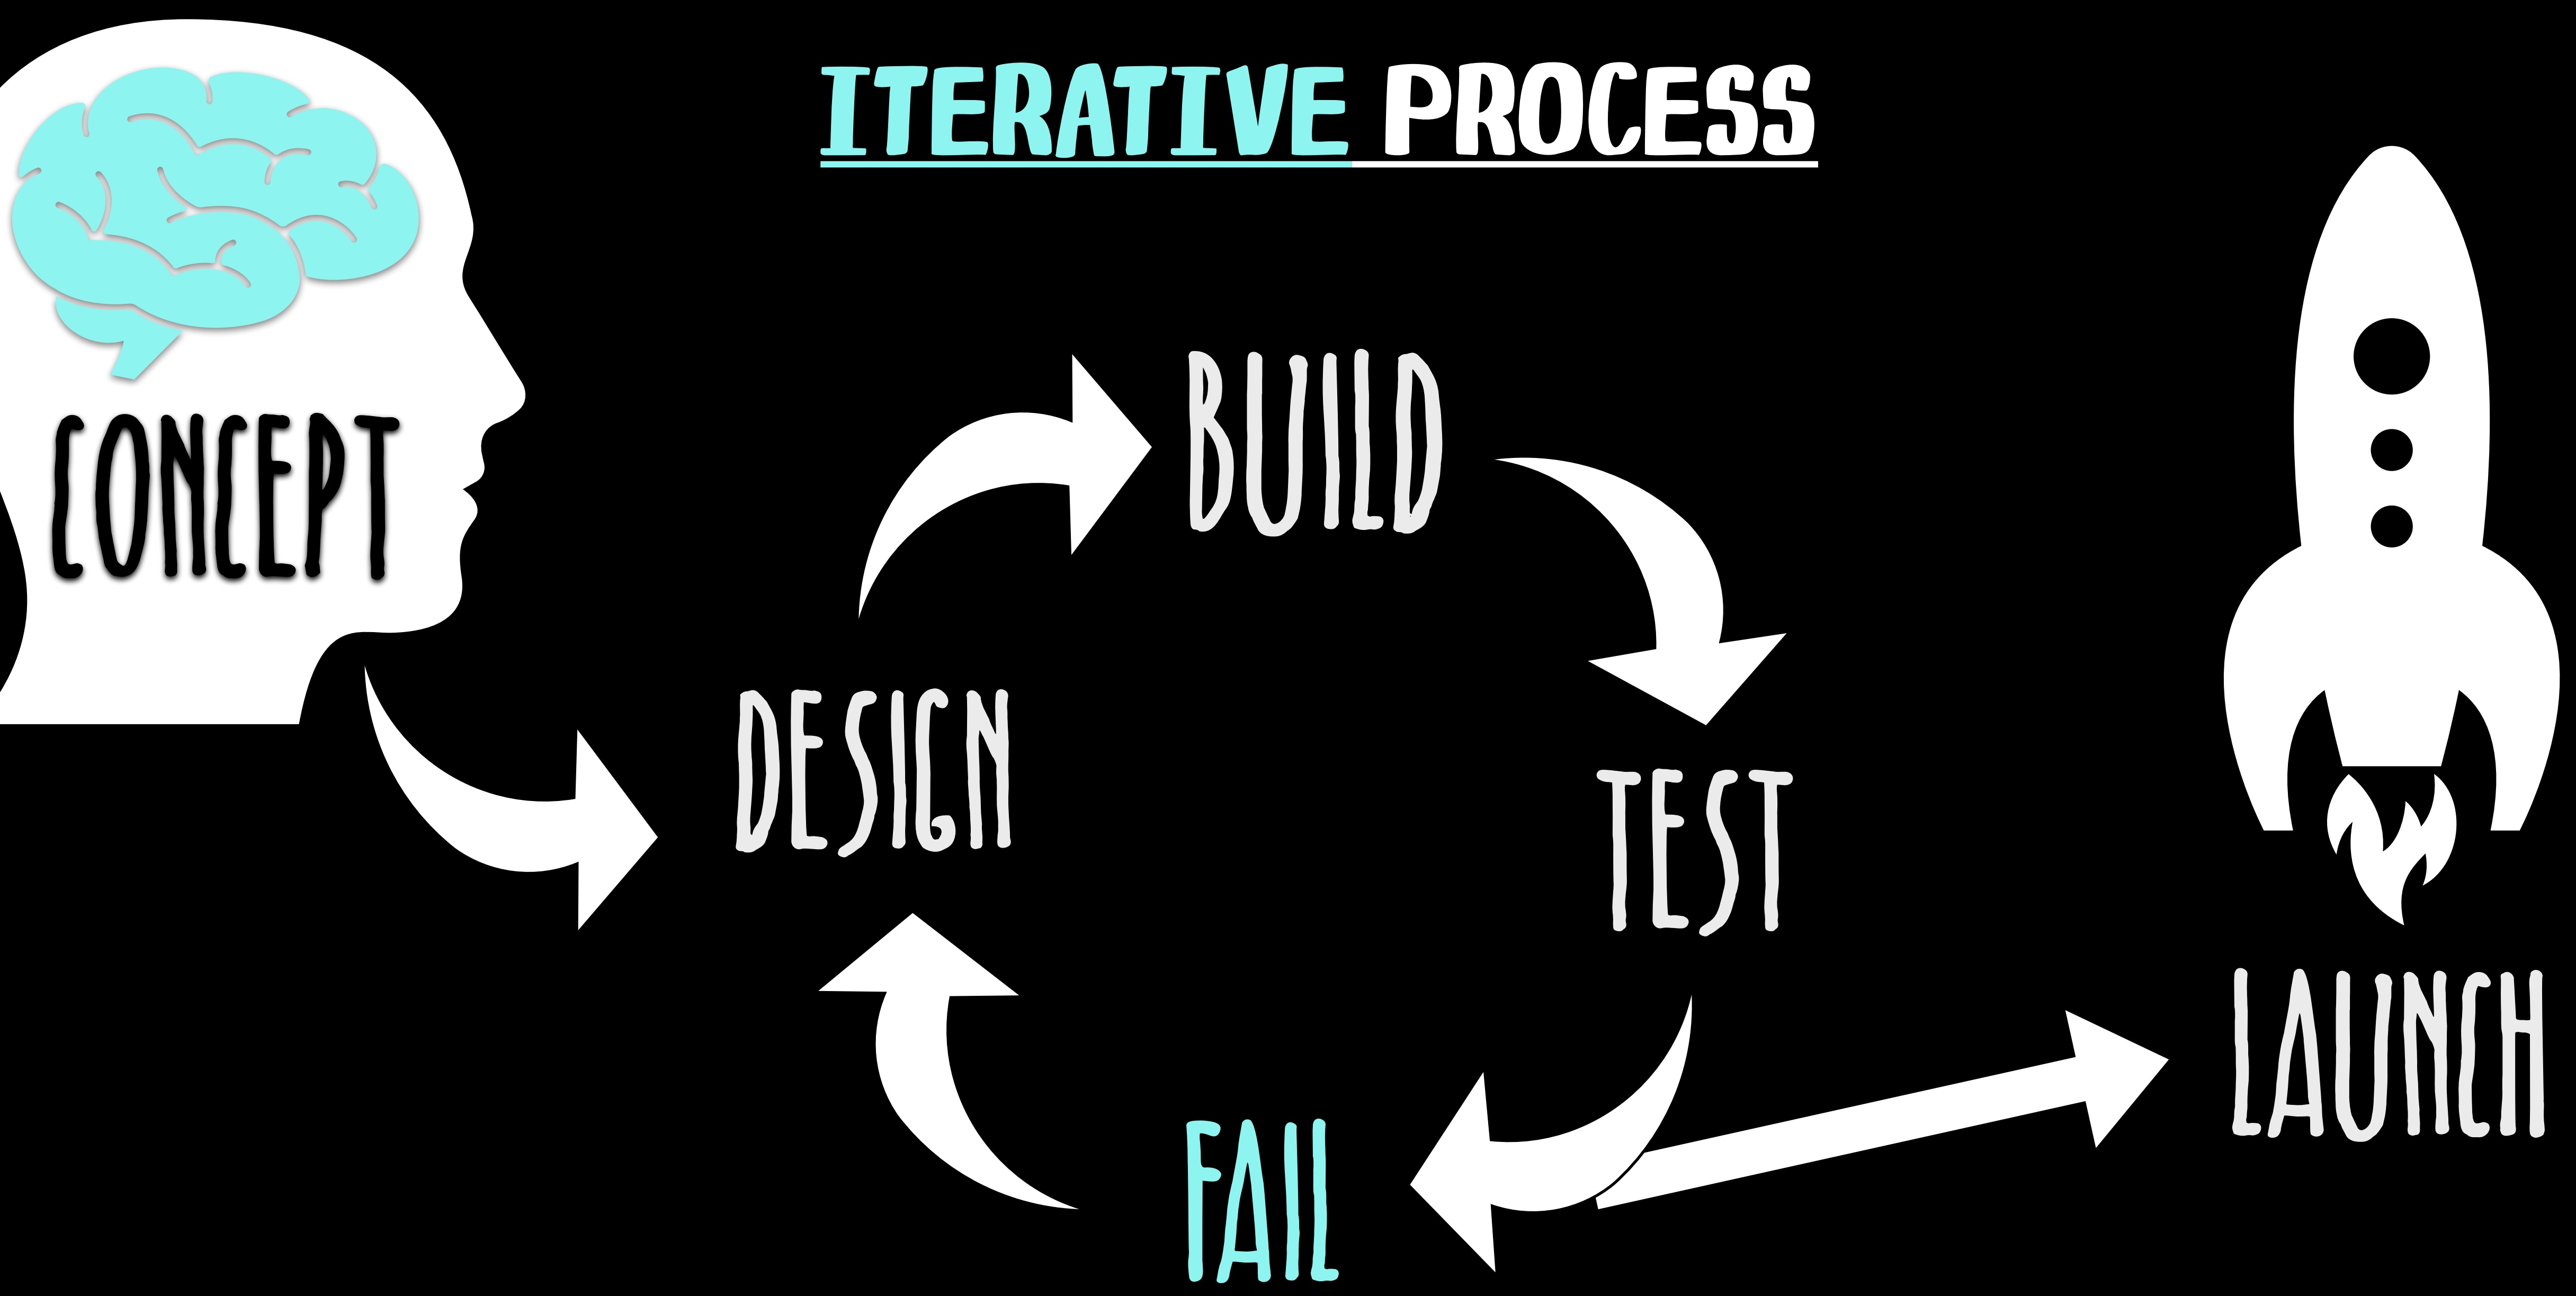 ITERATIVE PROCESS
CONCEPT
DESIGN
BUILD
TEST
FAIL
LAUNCH